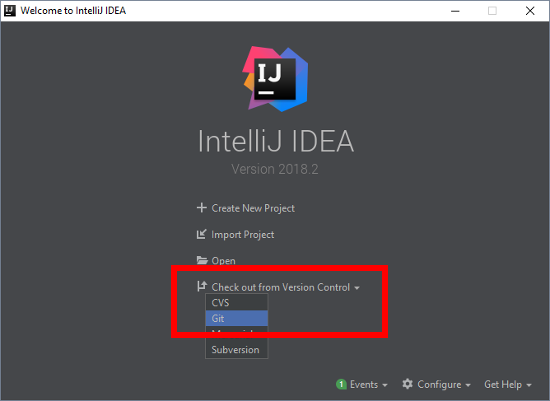 Welcome to IntelliJ IDEA
IJ
IntelliJ IDEA
Version 2018.2
Create New Project
Import Project
Open
Check out from Version Control
CVS
Git
Subversion
1 Events
Configure
Get Help